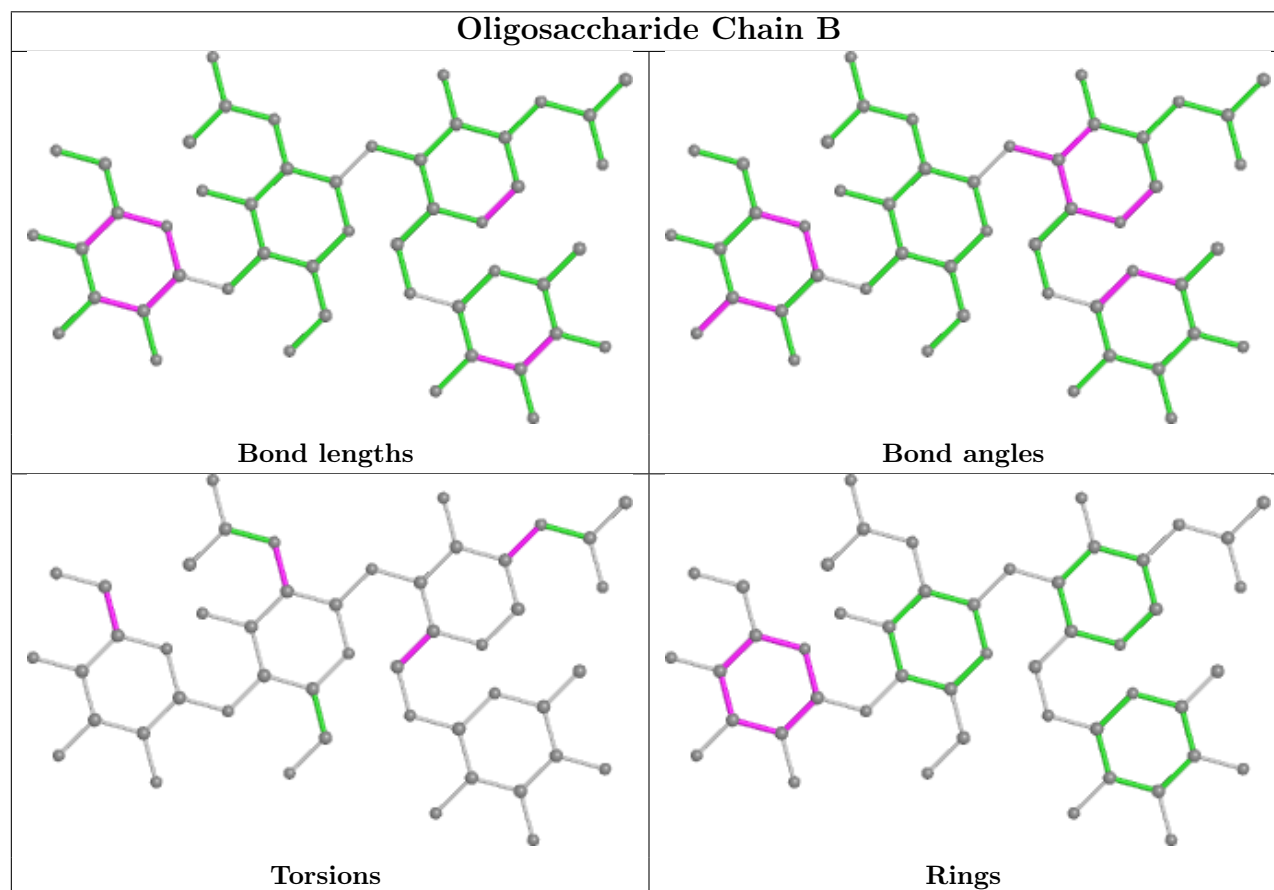 Oligosaccharide Chain B
Bond lengths
Bond angles
Torsions
Rings